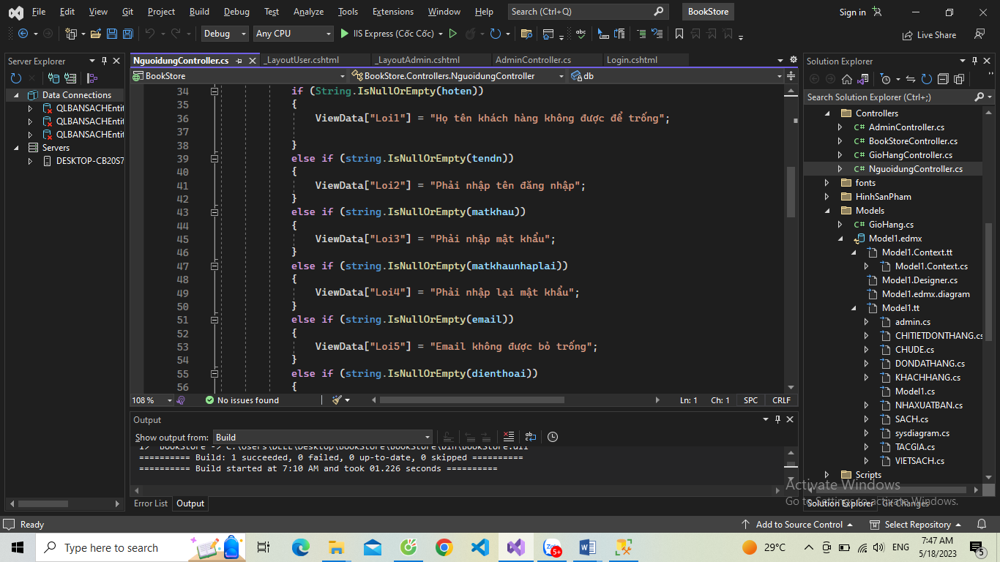 File Edit View Git Project Build Debug Test Analyze Tools Extensions Window Help Search (Ctrl+Q) BookStore Sign in
Debug Any CPU IIS Express (Cốc Cốc) Live Share
Server Explorer
Data Connections
QLBANSACHEntit
QLBANSACHEntit
QLBANSACHEntit
Servers
DESKTOP-CB20S7
NguoidungController.cs _LayoutUser.cshtml _LayoutAdmin.cshtml AdminController.cs Login.cshtml
BookStore BookStore.Controllers.NguoidungController db
34 if (String.IsNullOrEmpty(hoten))
35 {
36 ViewData["Loi1"] = "Họ tên khách hàng không được để trống";
37
38 }
39 else if (string.IsNullOrEmpty(tendn))
40 {
41 ViewData["Loi2"] = "Phải nhập tên đăng nhập";
42 }
43 else if (string.IsNullOrEmpty(matkhau))
44 {
45 ViewData["Loi3"] = "Phải nhập mật khẩu";
46 }
47 else if (string.IsNullOrEmpty(matkhaunhaplai))
48 {
49 ViewData["Loi4"] = "Phải nhập lại mật khẩu";
50 }
51 else if (string.IsNullOrEmpty(email))
52 {
53 ViewData["Loi5"] = "Email không được bỏ trống";
54 }
55 else if (string.IsNullOrEmpty(dienthoai))
56 {
108 % No issues found Ln: 1 Ch: 1 SPC CRLF
Output
Show output from: Build
1> BookStore -> C:\Users\DELL\Desktop\BookStore\BookStore\bin\BookStore.dll
========== Build: 1 succeeded, 0 failed, 0 up-to-date, 0 skipped ==========
========== Build started at 7:10 AM and took 01.226 seconds ==========
Error List Output
Solution Explorer
Search Solution Explorer (Ctrl+;)
Controllers
C# AdminController.cs
C# BookStoreController.cs
C# GioHangController.cs
C# NguoidungController.cs
fonts
HinhSanPham
Models
C# GioHang.cs
Model1.edmx
Model1.Context.tt
Model1.Context.cs
Model1.Designer.cs
Model1.edmx.diagram
Model1.tt
admin.cs
CHITIETDONTHANG.cs
CHUDE.cs
DONDATHANG.cs
KHACHHANG.cs
Model1.cs
NHAXUATBAN.cs
SACH.cs
sysdiagram.cs
TACGIA.cs
VIETSACH.cs
Scripts
Solution Explorer Git Changes
Activate Windows
Go to Settings to activate Windows.
Ready Add to Source Control Select Repository
Type here to search 5+ 29°C ENG 7:47 AM
5/18/2023 5